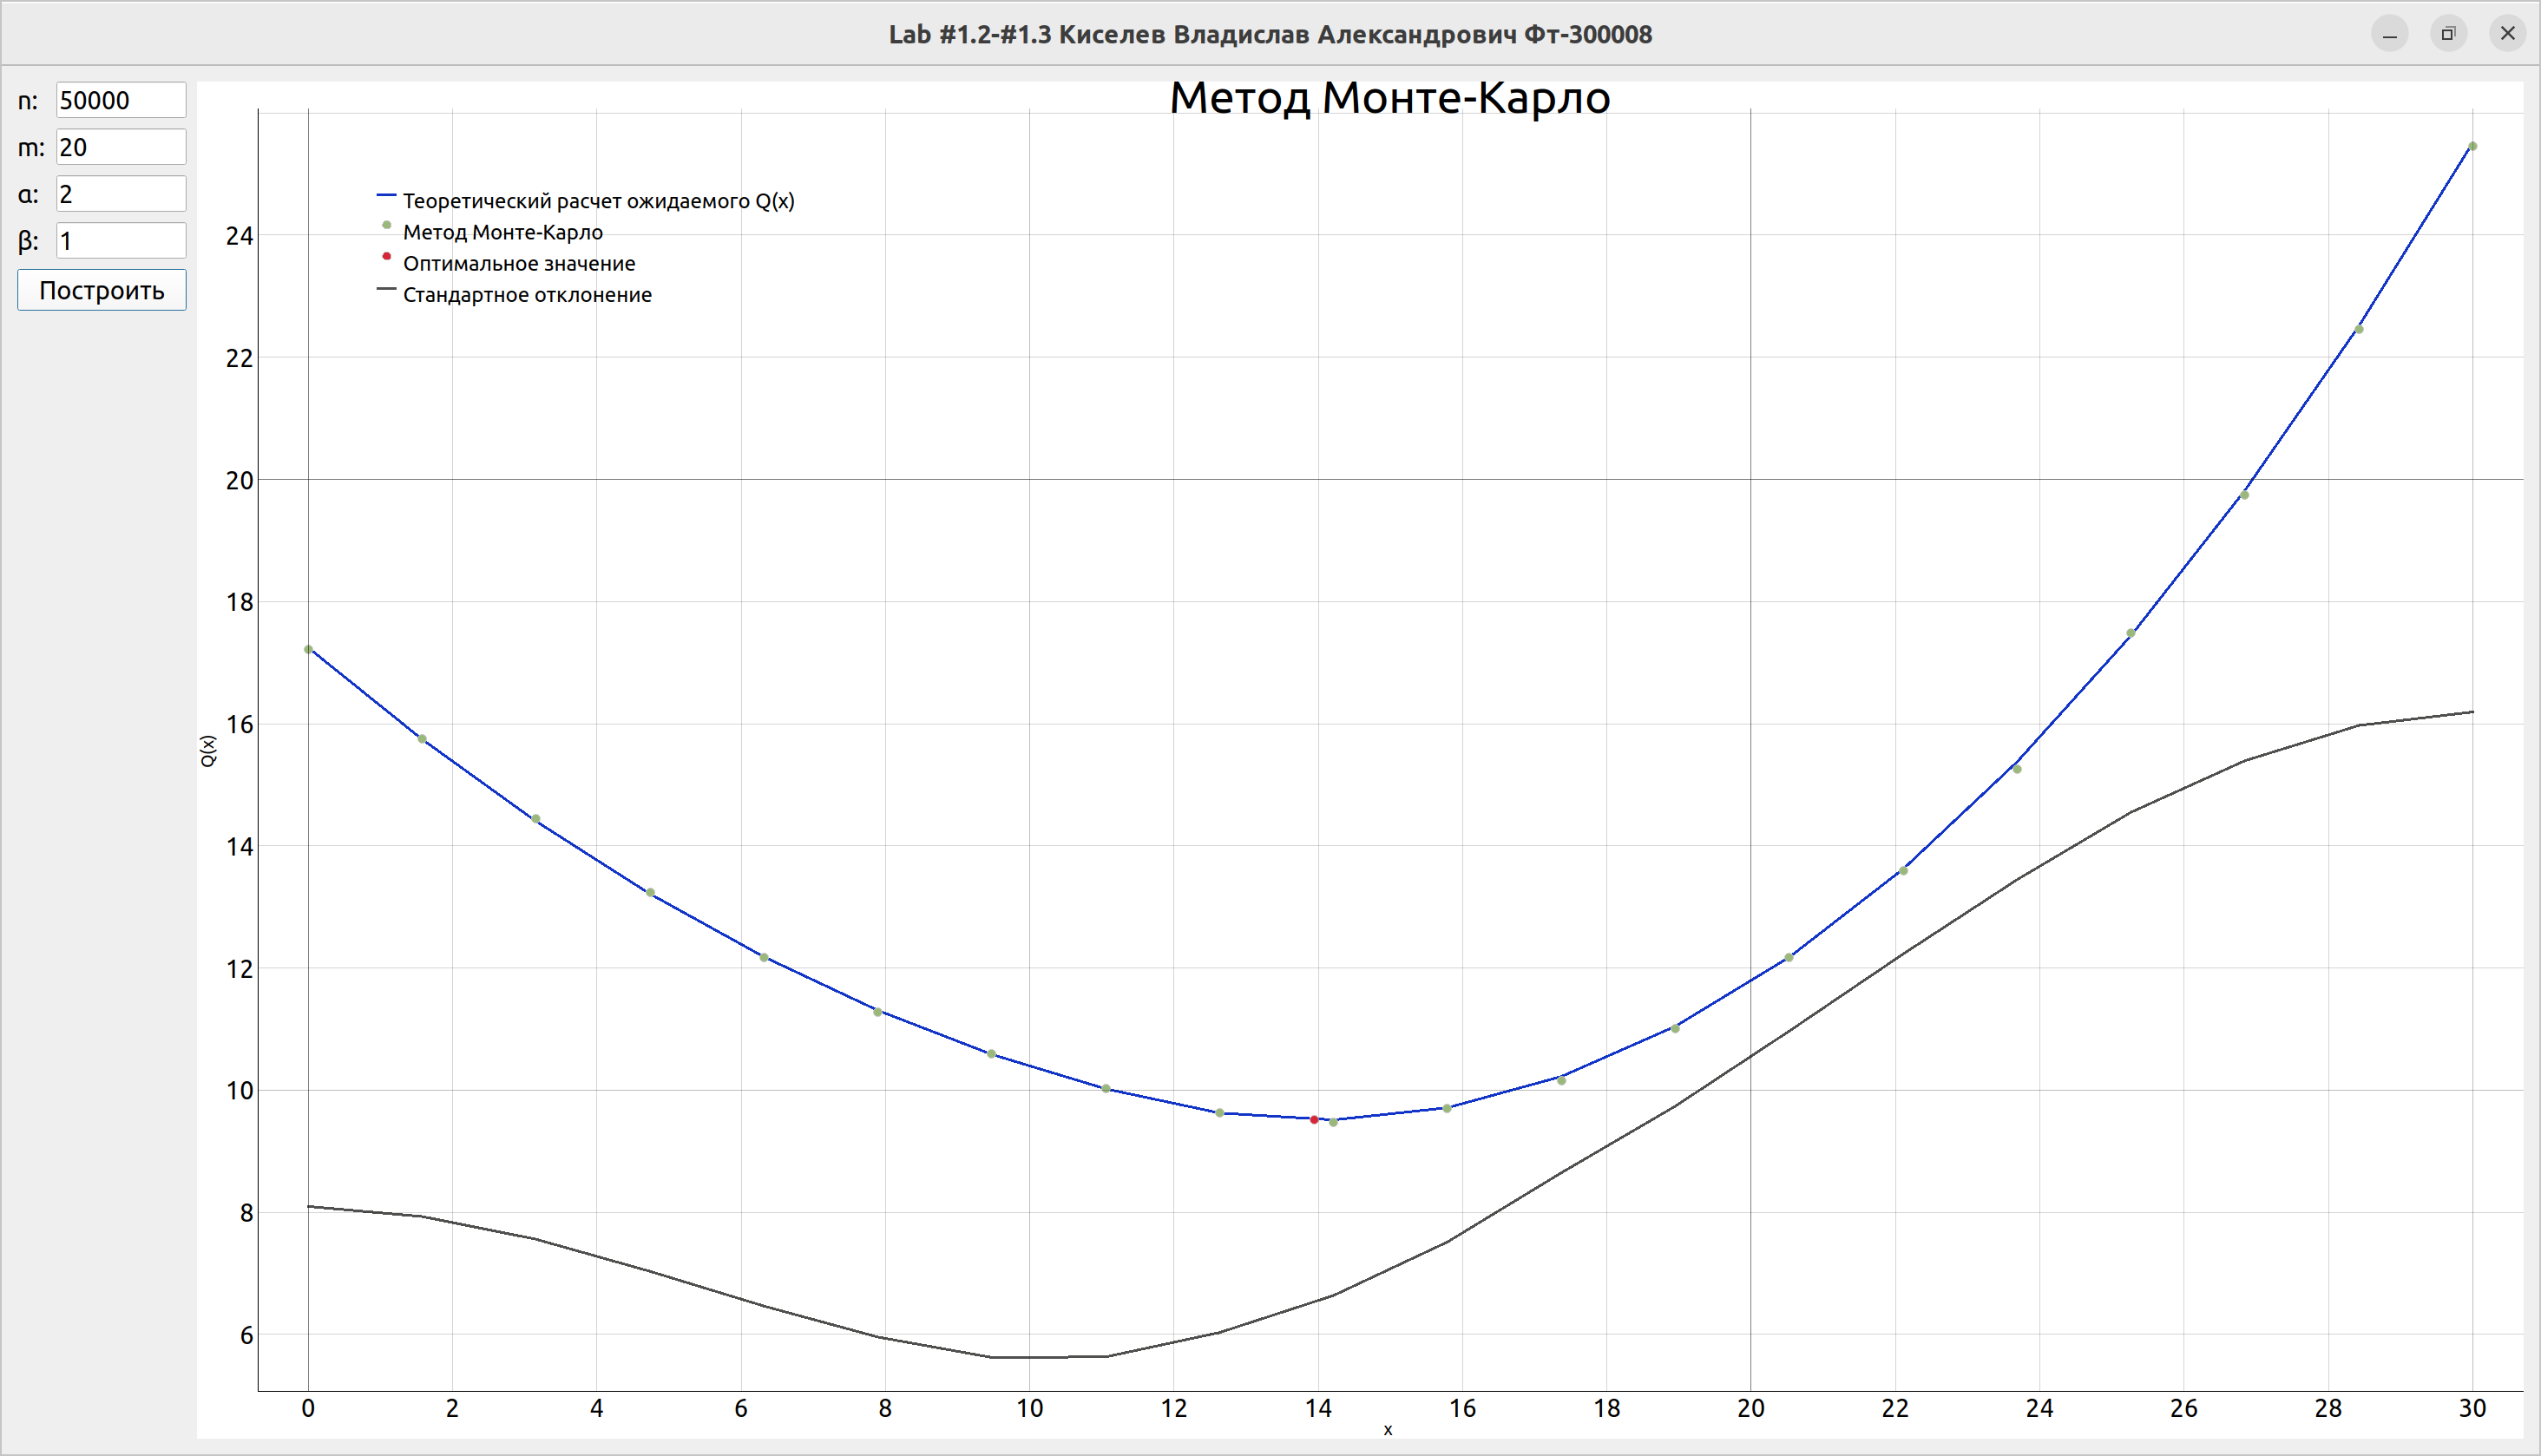 Lab #1.2-#1.3 Киселев Владислав Александрович Фт-300008
n: 50000
m: 20
α: 2
β: 1
Построить
Метод Монте-Карло
Теоретический расчет ожидаемого Q(x)
Метод Монте-Карло
Оптимальное значение
Стандартное отклонение
24
22
20
18
16
14
12
10
8
6
Q(x)
0 2 4 6 8 10 12 14 16 18 20 22 24 26 28 30
x